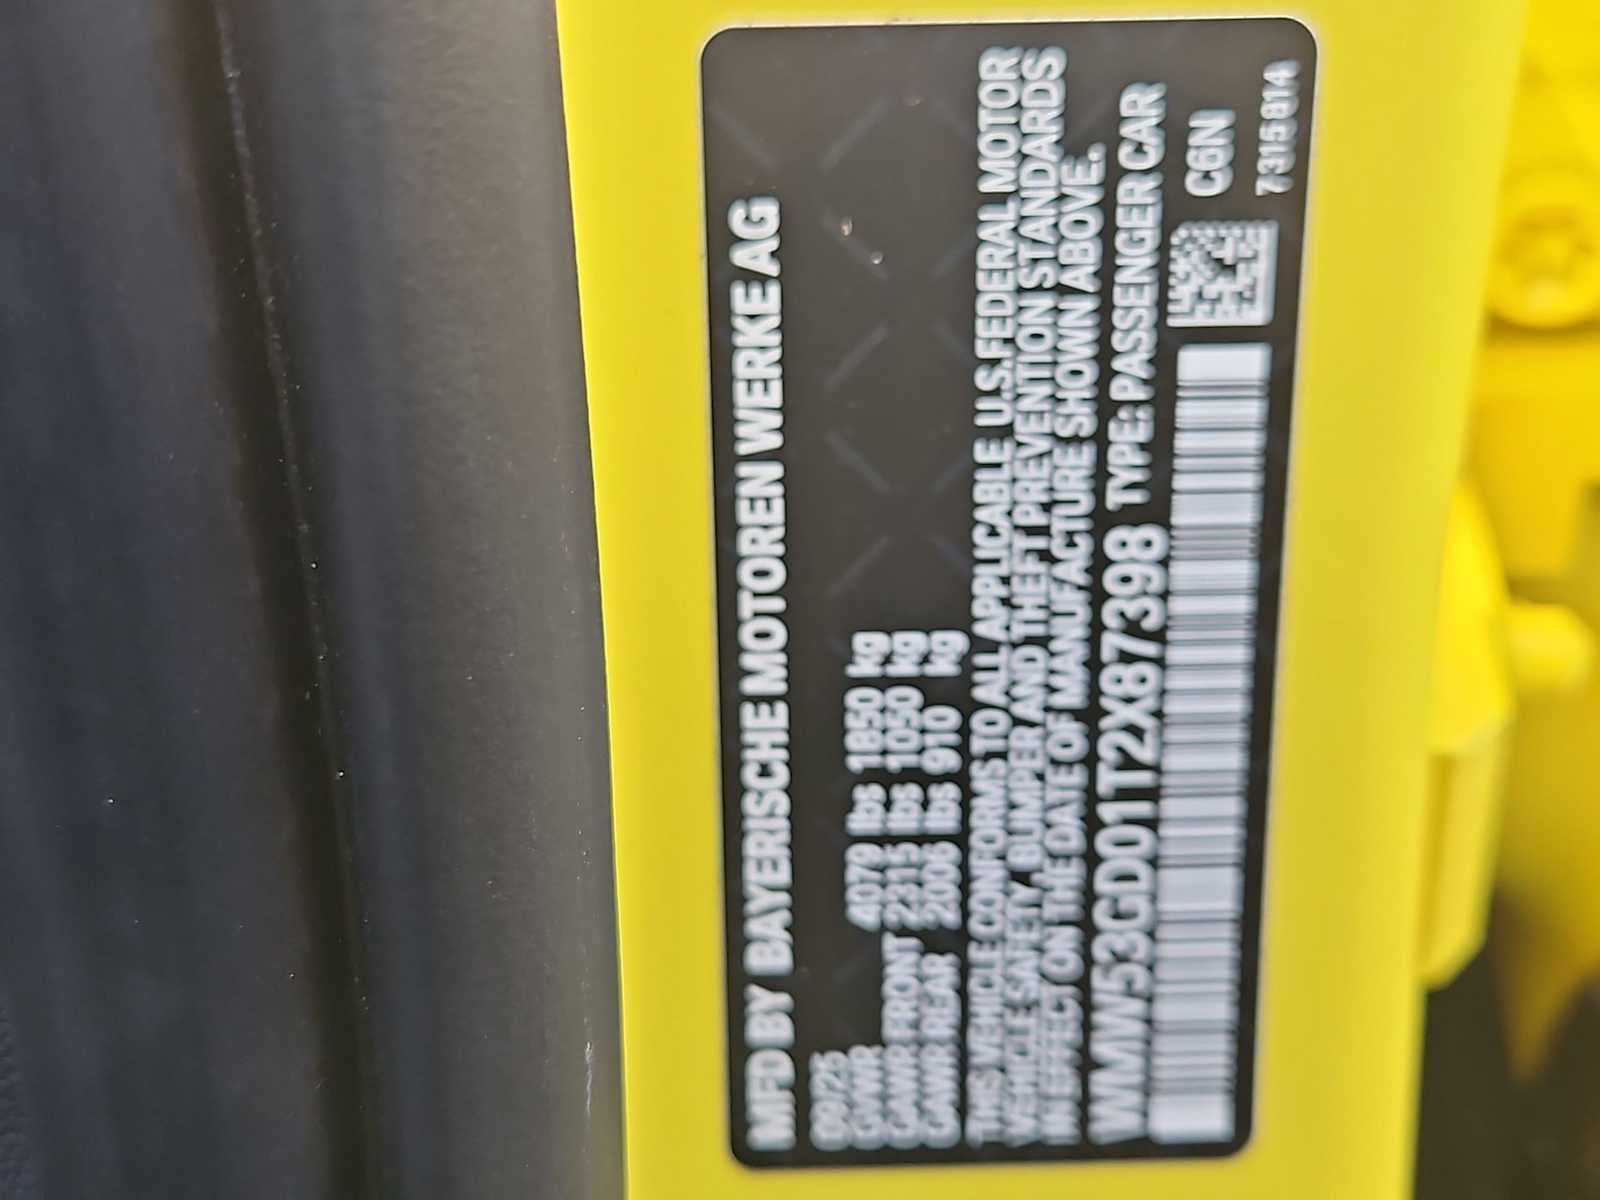 MFD BY BAYERISCHE MOTOREN WERKE AG
09/25
GVWR 4079 lbs 1850 kg
GAWR FRONT 2315 lbs 1050 kg
GAWR REAR 2006 lbs 910 kg
THIS VEHICLE CONFORMS TO ALL APPLICABLE U.S. FEDERAL MOTOR
VEHICLE SAFETY, BUMPER AND THEFT PREVENTION STANDARDS
IN EFFECT ON THE DATE OF MANUFACTURE SHOWN ABOVE.
WMW53GD01T2X87398 TYPE: PASSENGER CAR
C6N
7315814